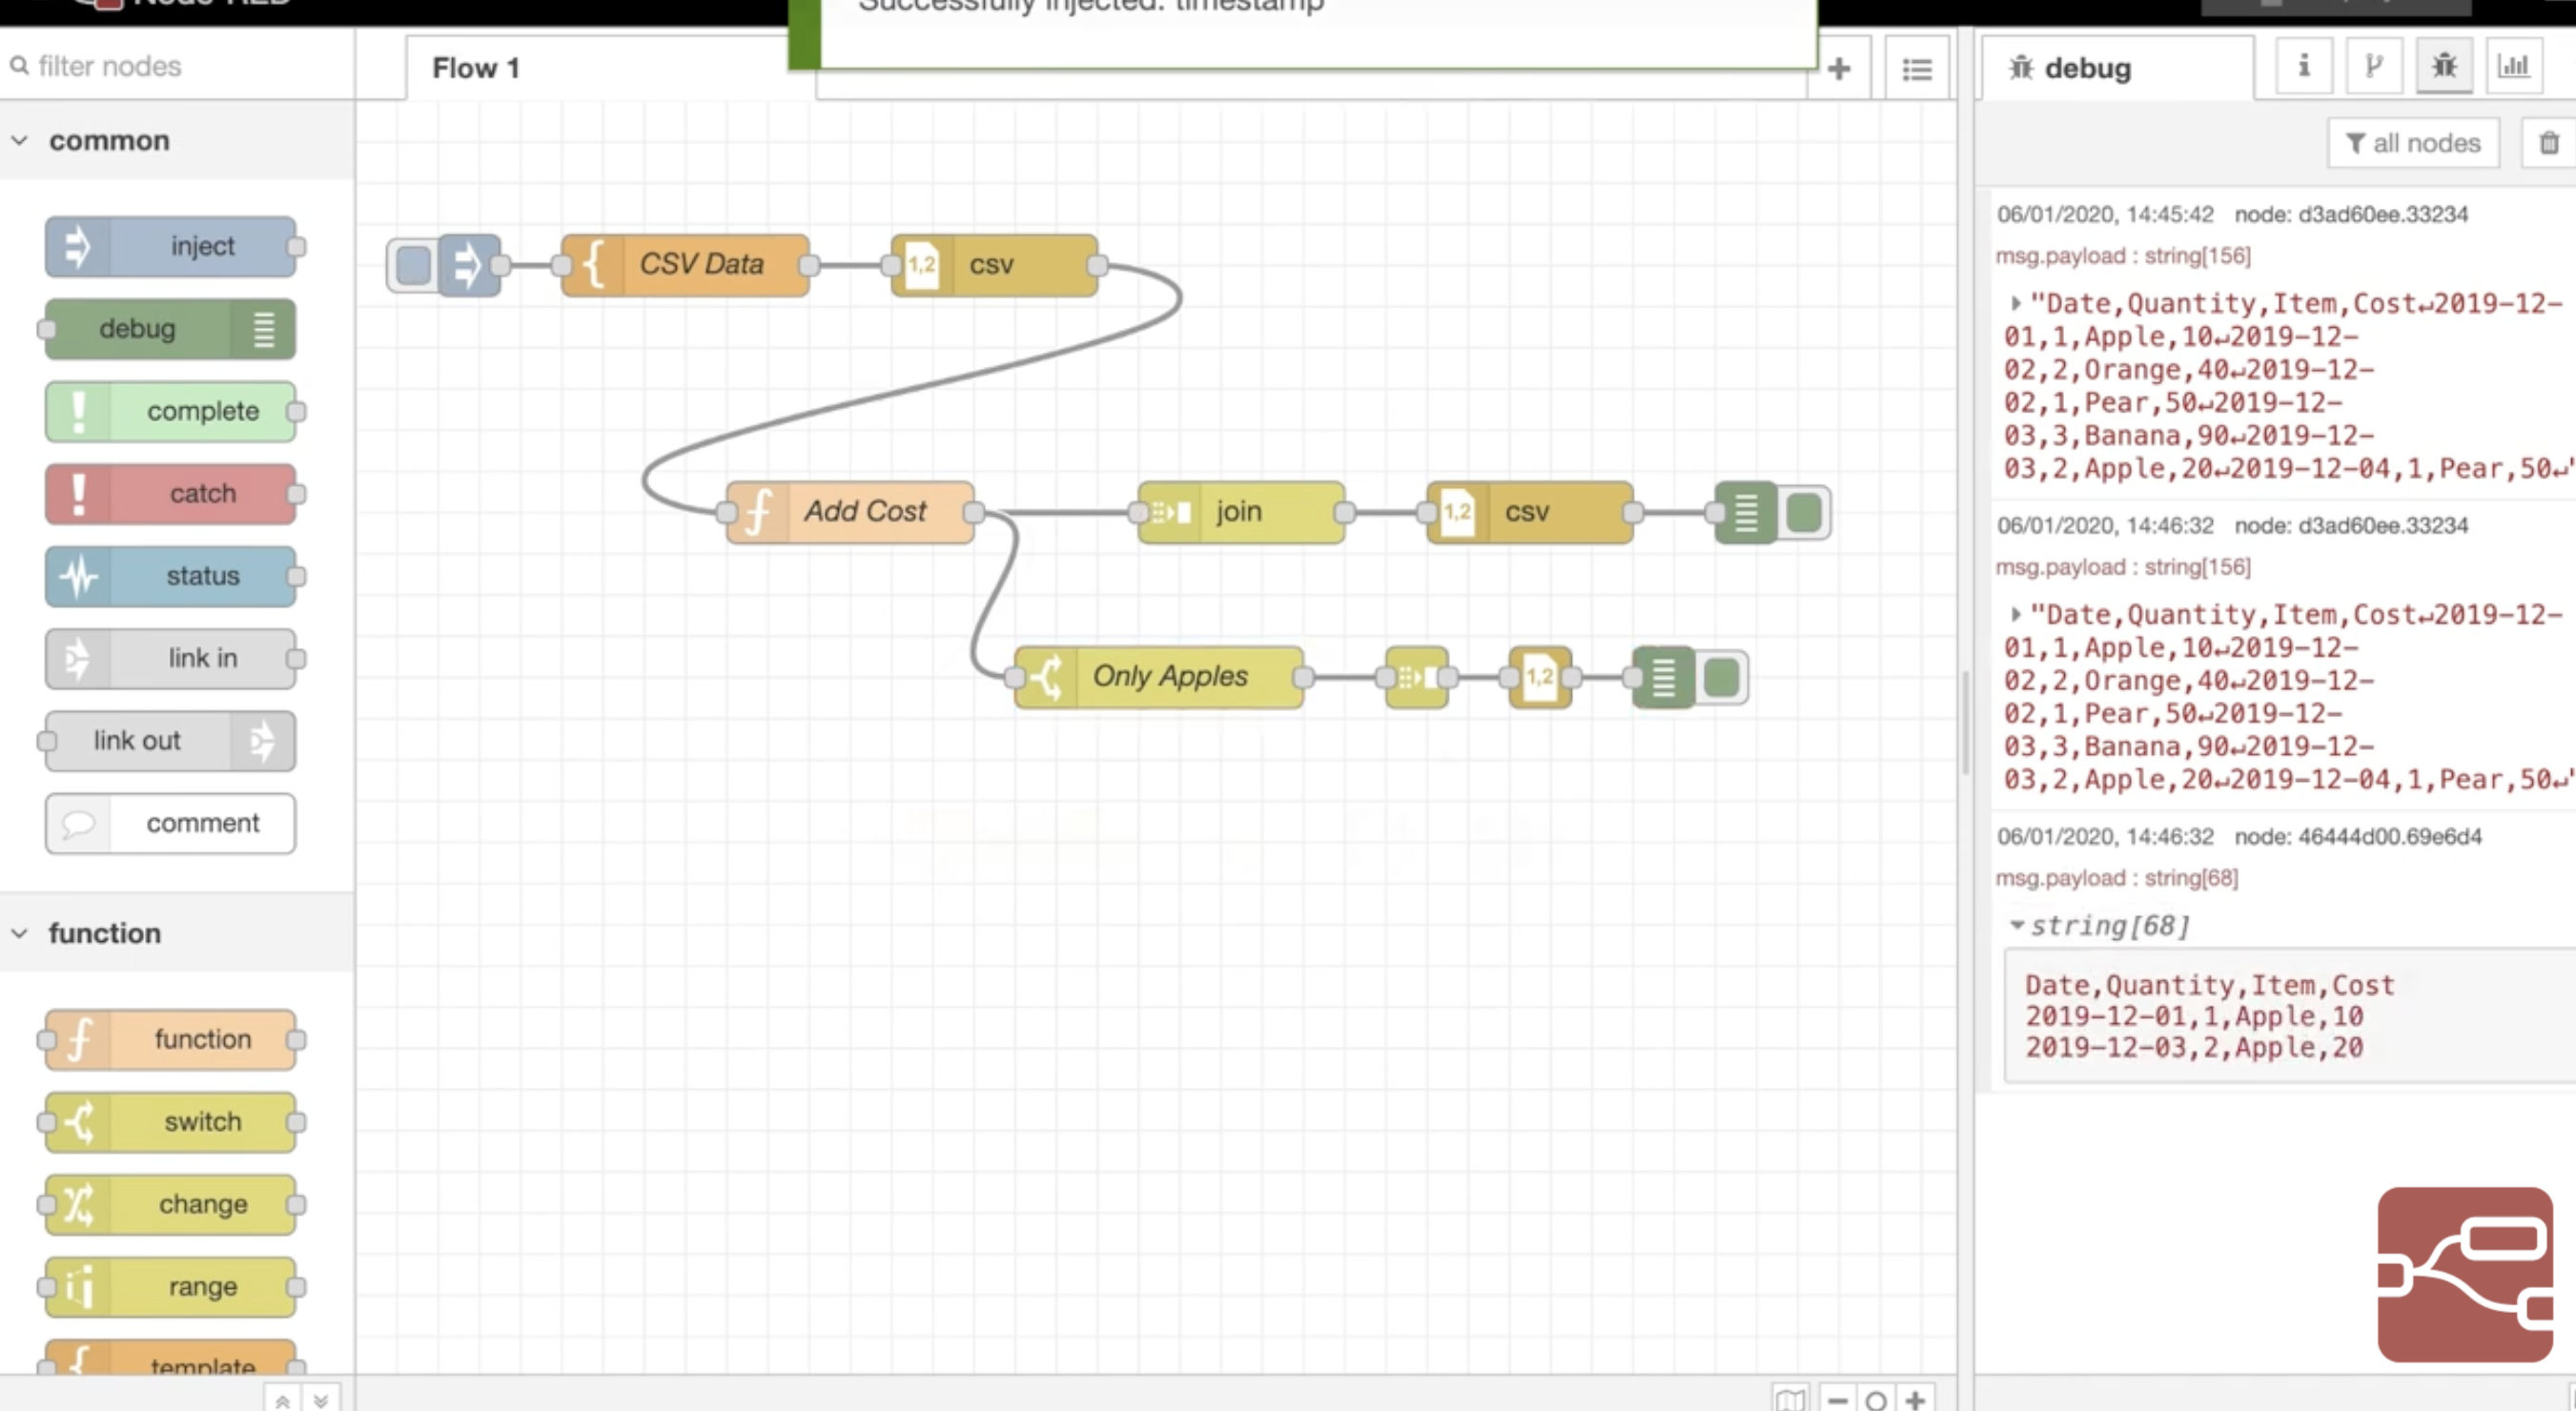 Node-RED
Successfully injected: timestamp
filter nodes
Flow 1
debug
all nodes
common
inject
debug
complete
catch
status
link in
link out
comment
function
function
switch
change
range
template
CSV Data
1,2
csv
Add Cost
join
1,2
csv
Only Apples
1,2
06/01/2020, 14:45:42 node: d3ad60ee.33234
msg.payload : string[156]
"Date,Quantity,Item,Cost↵2019-12-
01,1,Apple,10↵2019-12-
02,2,Orange,40↵2019-12-
02,1,Pear,50↵2019-12-
03,3,Banana,90↵2019-12-
03,2,Apple,20↵2019-12-04,1,Pear,50↵"
06/01/2020, 14:46:32 node: d3ad60ee.33234
msg.payload : string[156]
"Date,Quantity,Item,Cost↵2019-12-
01,1,Apple,10↵2019-12-
02,2,Orange,40↵2019-12-
02,1,Pear,50↵2019-12-
03,3,Banana,90↵2019-12-
03,2,Apple,20↵2019-12-04,1,Pear,50↵"
06/01/2020, 14:46:32 node: 46444d00.69e6d4
msg.payload : string[68]
string[68]
Date,Quantity,Item,Cost
2019-12-01,1,Apple,10
2019-12-03,2,Apple,20